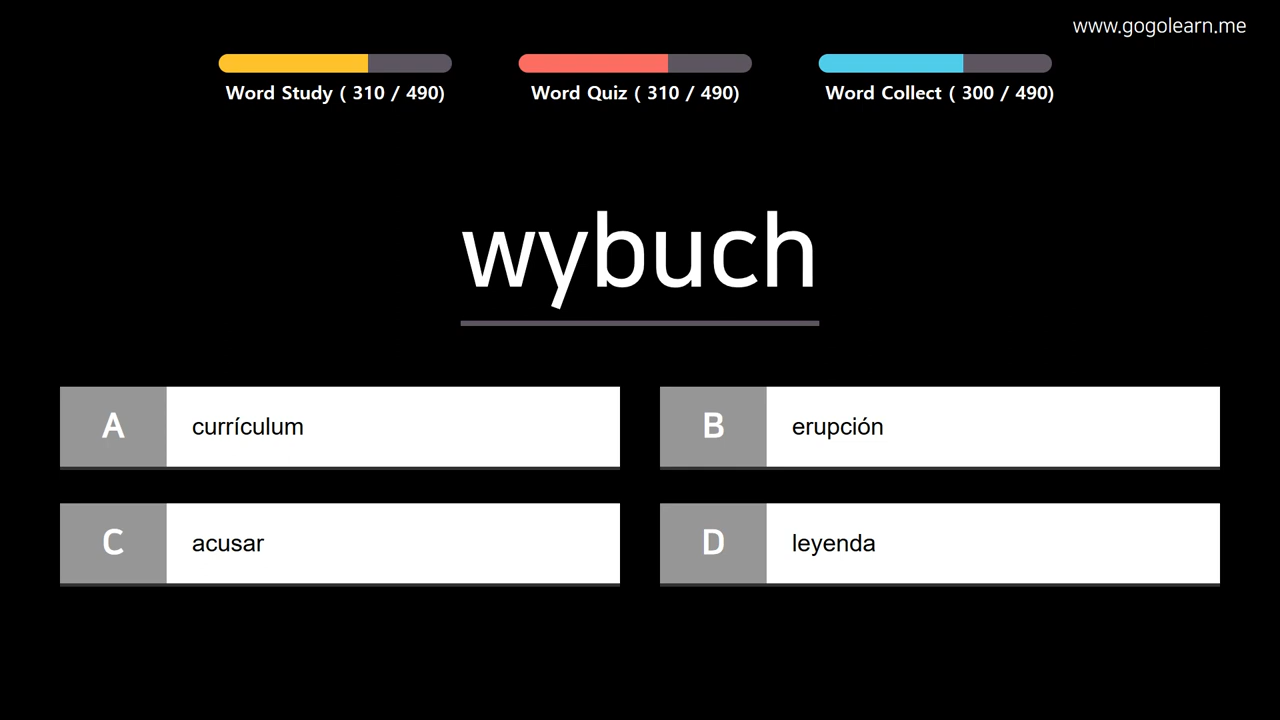 www.gogolearn.me
Word Study ( 310 / 490)
Word Quiz ( 310 / 490)
Word Collect ( 300 / 490)
wybuch
A currículum
B erupción
C acusar
D leyenda